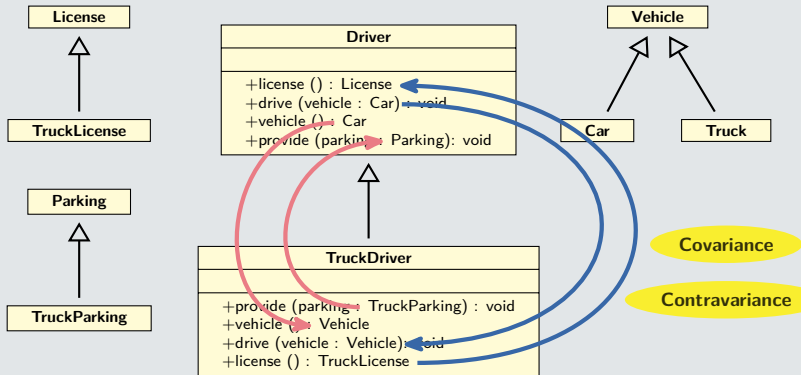 License
TruckLicense
Parking
TruckParking
Driver
+license () : License
+drive (vehicle : Car) : void
+vehicle () : Car
+provide (parking : Parking): void
TruckDriver
+provide (parking : TruckParking) : void
+vehicle () : Vehicle
+drive (vehicle : Vehicle): void
+license () : TruckLicense
Vehicle
Car
Truck
Covariance
Contravariance